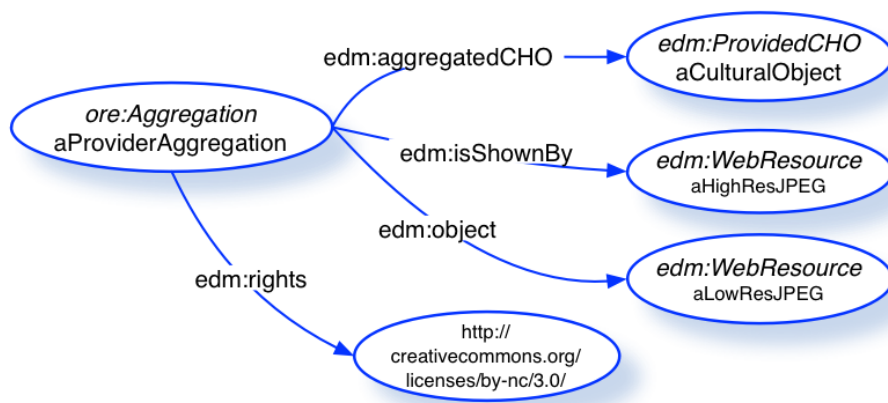 edm:aggregatedCHO
edm:ProvidedCHO
aCulturalObject
ore:Aggregation
aProviderAggregation
edm:isShownBy
edm:WebResource
aHighResJPEG
edm:object
edm:WebResource
aLowResJPEG
edm:rights
http://
creativecommons.org/
licenses/by-nc/3.0/